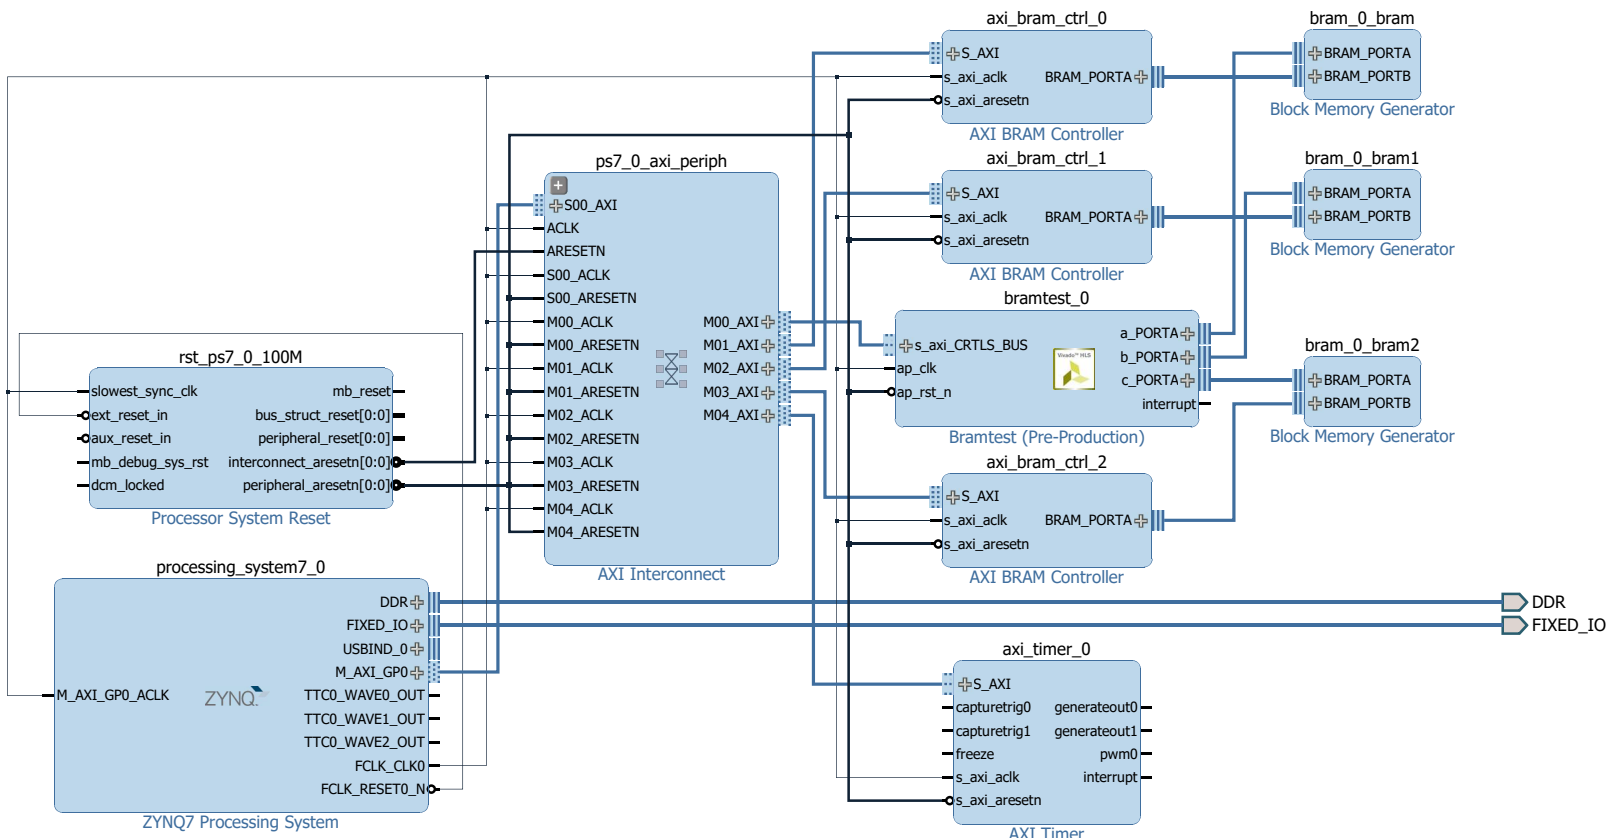 axi_bram_ctrl_0
S_AXI
s_axi_aclk
BRAM_PORTA
s_axi_aresetn
AXI BRAM Controller
bram_0_bram
BRAM_PORTA
BRAM_PORTB
Block Memory Generator
axi_bram_ctrl_1
S_AXI
s_axi_aclk
BRAM_PORTA
s_axi_aresetn
AXI BRAM Controller
bram_0_bram1
BRAM_PORTA
BRAM_PORTB
Block Memory Generator
ps7_0_axi_periph
S00_AXI
ACLK
ARESETN
S00_ACLK
S00_ARESETN
M00_ACLK
M00_ARESETN
M01_ACLK
M01_ARESETN
M02_ACLK
M02_ARESETN
M03_ACLK
M03_ARESETN
M04_ACLK
M04_ARESETN
M00_AXI
M01_AXI
M02_AXI
M03_AXI
M04_AXI
AXI Interconnect
bramtest_0
s_axi_CRTLS_BUS
ap_clk
ap_rst_n
Vivado™ HLS
a_PORTA
b_PORTA
c_PORTA
interrupt
Bramtest (Pre-Production)
bram_0_bram2
BRAM_PORTA
BRAM_PORTB
Block Memory Generator
rst_ps7_0_100M
slowest_sync_clk
ext_reset_in
aux_reset_in
mb_debug_sys_rst
dcm_locked
mb_reset
bus_struct_reset[0:0]
peripheral_reset[0:0]
interconnect_aresetn[0:0]
peripheral_aresetn[0:0]
Processor System Reset
axi_bram_ctrl_2
S_AXI
s_axi_aclk
BRAM_PORTA
s_axi_aresetn
AXI BRAM Controller
processing_system7_0
M_AXI_GP0_ACLK
ZYNQ
DDR
FIXED_IO
USBIND_0
M_AXI_GP0
TTC0_WAVE0_OUT
TTC0_WAVE1_OUT
TTC0_WAVE2_OUT
FCLK_CLK0
FCLK_RESET0_N
ZYNQ7 Processing System
DDR
FIXED_IO
axi_timer_0
S_AXI
capturetrig0
capturetrig1
freeze
s_axi_aclk
s_axi_aresetn
generateout0
generateout1
pwm0
interrupt
AXI Timer